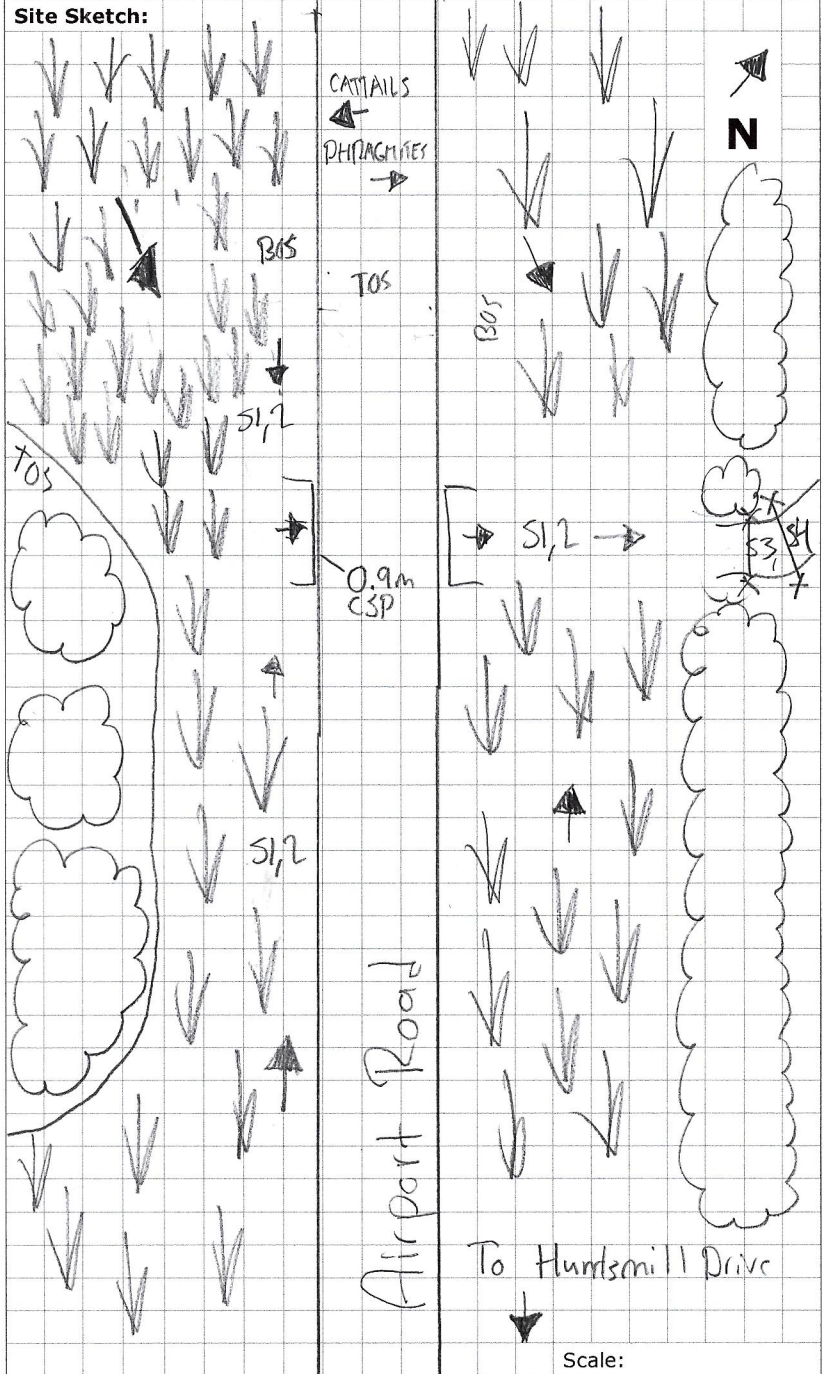 Site Sketch:
CATTAILS
PHRAGMITES
N
BOS
TOS
BOS
S1,2
TOS
S1,2
S3,
S4
0.9m
CSP
S1,2
Airport Road
To Humsmill Drive
Scale: